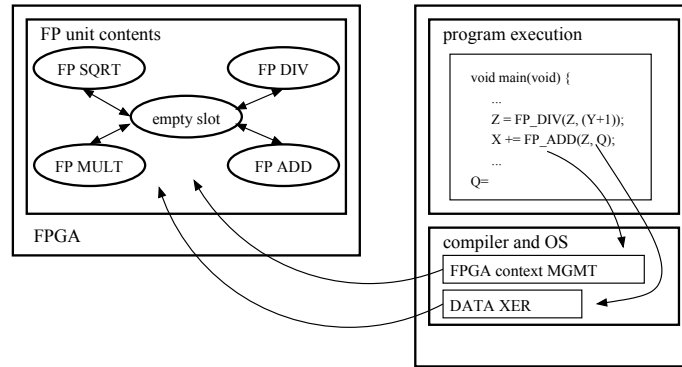 FP unit contents
FP SQRT
FP DIV
empty slot
FP MULT
FP ADD
FPGA
program execution
void main(void) {
...
Z = FP_DIV(Z, (Y+1));
X += FP_ADD(Z, Q);
...
Q=
compiler and OS
FPGA context MGMT
DATA XER